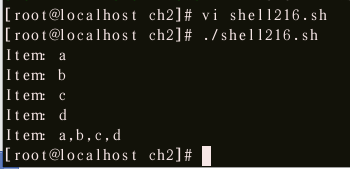 [root@localhost ch2]# vi shell216.sh
[root@localhost ch2]# ./shell216.sh
Item: a
Item: b
Item: c
Item: d
Item: a,b,c,d
[root@localhost ch2]#